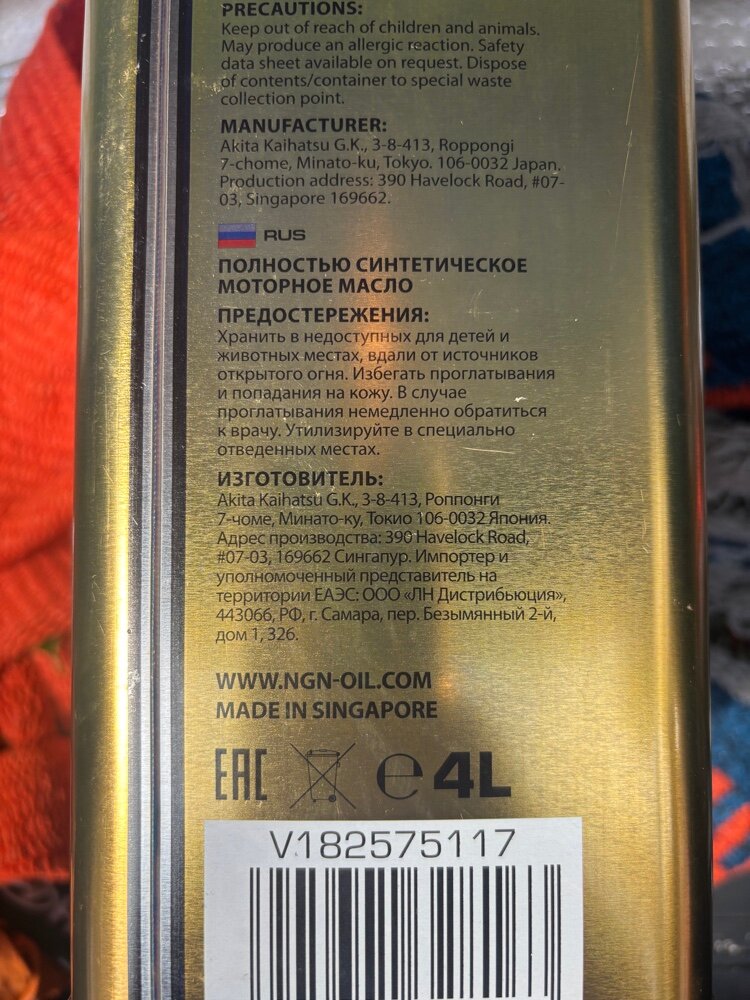 PRECAUTIONS:
Keep out of reach of children and animals.
May produce an allergic reaction. Safety
data sheet available on request. Dispose
of contents/container to special waste
collection point.
MANUFACTURER:
Akita Kaihatsu G.K., 3-8-413, Roppongi
7-chome, Minato-ku, Tokyo. 106-0032 Japan.
Production address: 390 Havelock Road, #07-
03, Singapore 169662.
RUS
ПОЛНОСТЬЮ СИНТЕТИЧЕСКОЕ
МОТОРНОЕ МАСЛО
ПРЕДОСТЕРЕЖЕНИЯ:
Хранить в недоступных для детей и
животных местах, вдали от источников
открытого огня. Избегать проглатывания
и попадания на кожу. В случае
проглатывания немедленно обратиться
к врачу. Утилизируйте в специально
отведенных местах.
ИЗГОТОВИТЕЛЬ:
Akita Kaihatsu G.K., 3-8-413, Роппонги
7-чоме, Минато-ку, Токио 106-0032 Япония.
Адрес производства: 390 Havelock Road,
#07-03, 169662 Сингапур. Импортер и
уполномоченный представитель на
территории ЕАЭС: ООО «ЛН Дистрибьюция»,
443066, РФ, г. Самара, пер. Безымянный 2-й,
дом 1, 326.
WWW.NGN-OIL.COM
MADE IN SINGAPORE
EAC ℮ 4L
V182575117